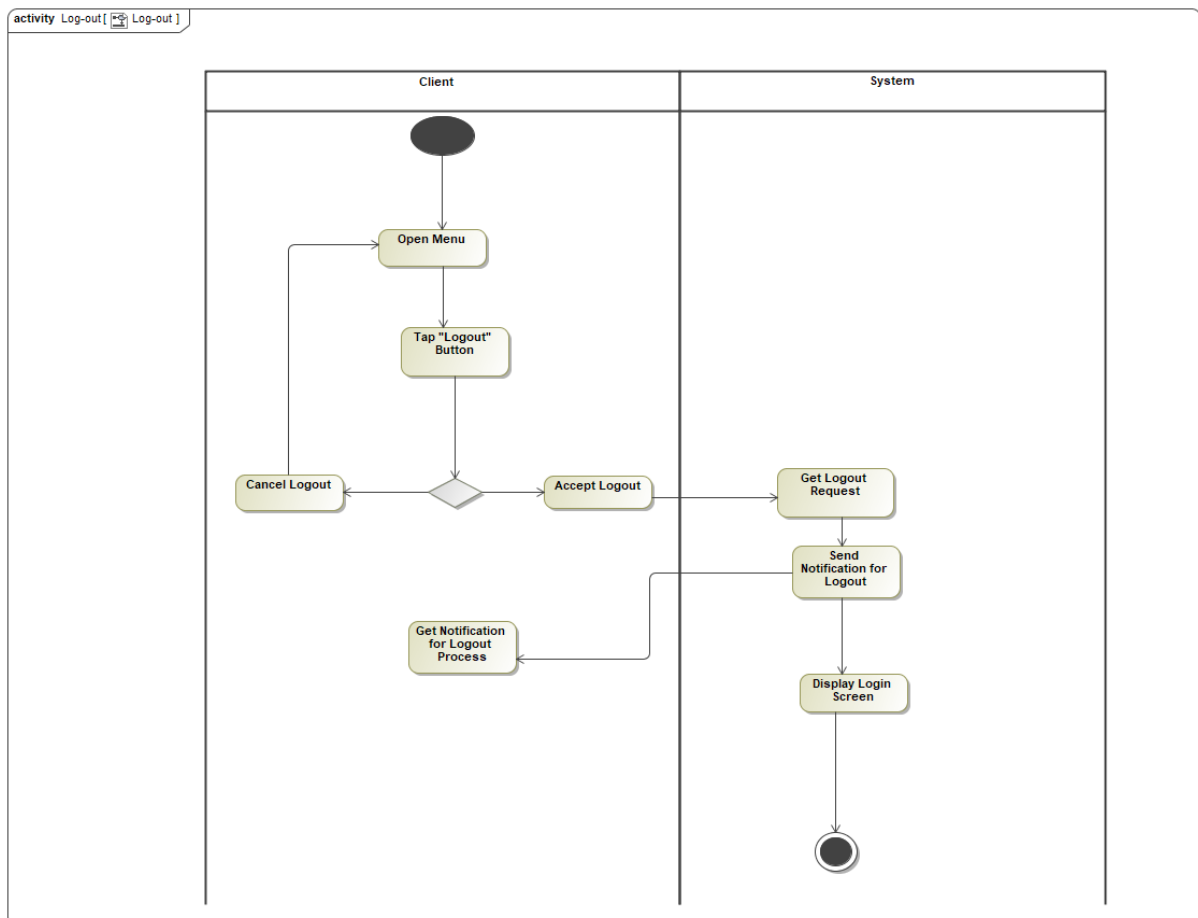 activity Log-out [ Log-out ]
Client
System
Open Menu
Tap "Logout"
Button
Cancel Logout
Accept Logout
Get Logout
Request
Send
Notification for
Logout
Get Notification
for Logout
Process
Display Login
Screen